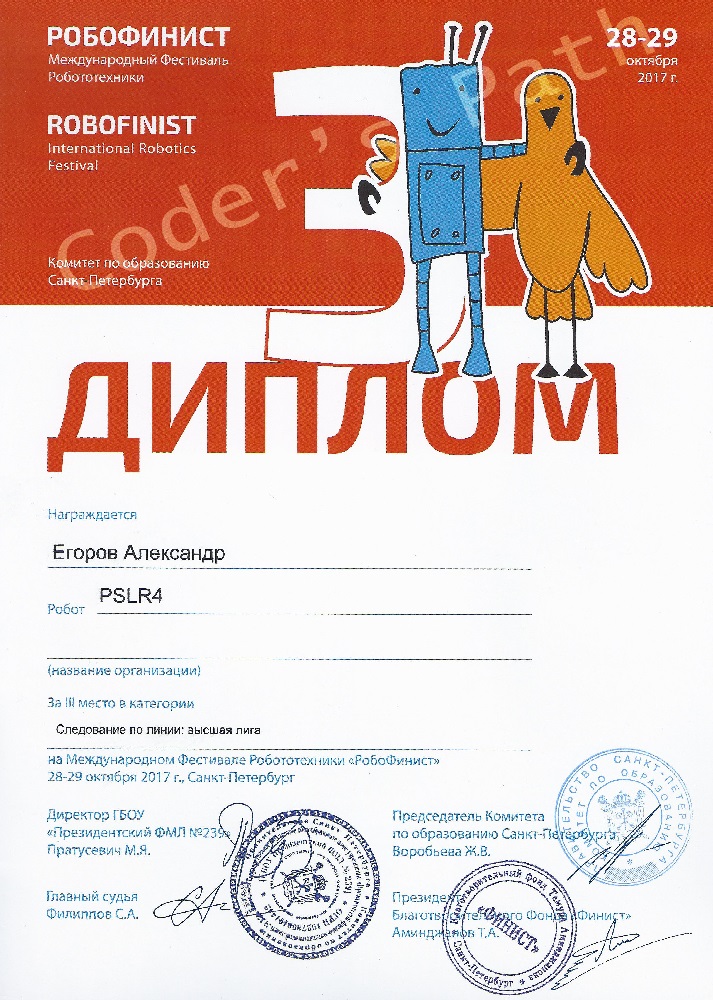 РОБОФИНИСТ
Международный Фестиваль
Робототехники
28-29
октября
2017 г.
ROBOFINIST
International Robotics
Festival
Coder's Path
3
Комитет по образованию
Санкт-Петербурга
ДИПЛОМ
Награждается
Егоров Александр
Робот PSLR4
(название организации)
За III место в категории
Следование по линии: высшая лига
на Международном Фестивале Робототехники «РобоФинист»
28-29 октября 2017 г., Санкт-Петербург
Директор ГБОУ
«Президентский ФМЛ №239»
Пратусевич М.Я.
Главный судья
Филиппов С.А.
Председатель Комитета
по образованию Санкт-Петербурга
Воробьева Ж.В.
Президент
Благотворительного Фонда «Финист»
Аминджанов Т.А.
ПРАВИТЕЛЬСТВО САНКТ-ПЕТЕРБУРГА
КОМИТЕТ ПО ОБРАЗОВАНИЮ
Благотворительный фонд Темура Аминджанова
«ФИНИСТ»
Санкт-Петербург